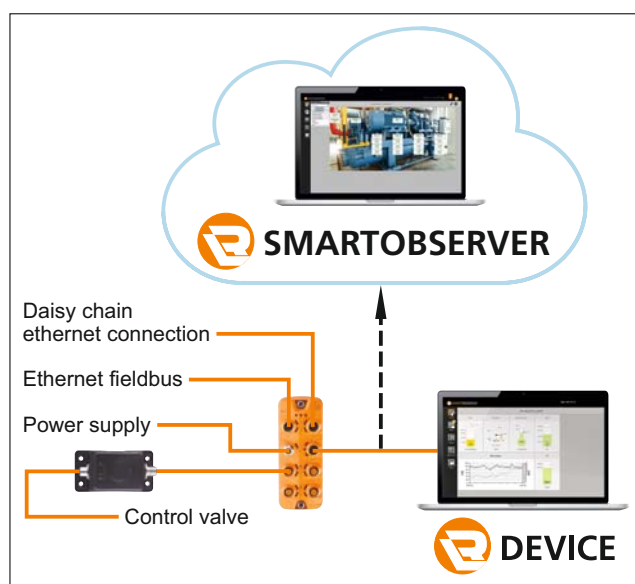 SMARTOBSERVER
Daisy chain
ethernet connection
Ethernet fieldbus
Power supply
Control valve
DEVICE